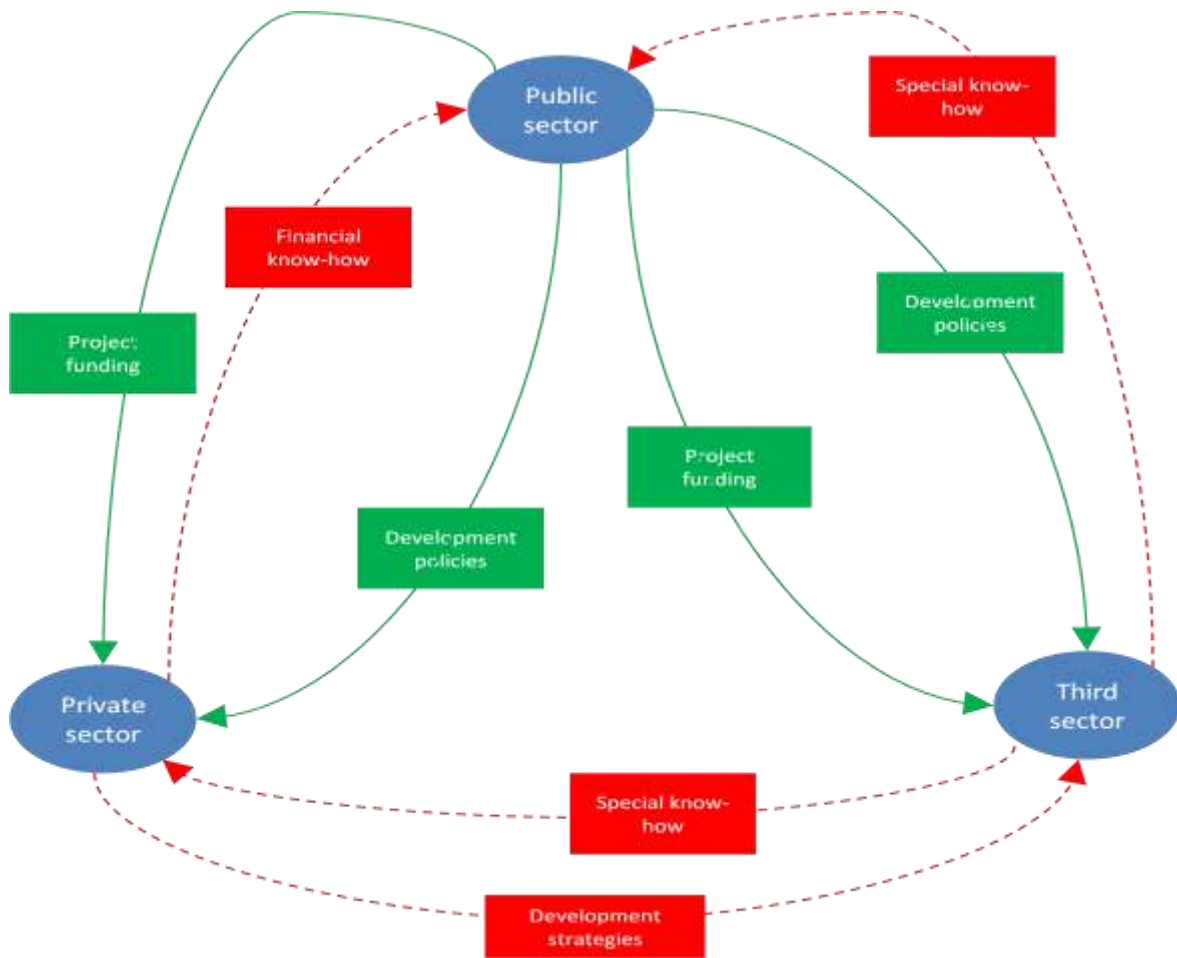 Public
sector
Special know-
how
Financial
know-how
Development
policies
Project
funding
Project
funding
Development
policies
Private
sector
Third
sector
Special know-
how
Development
strategies